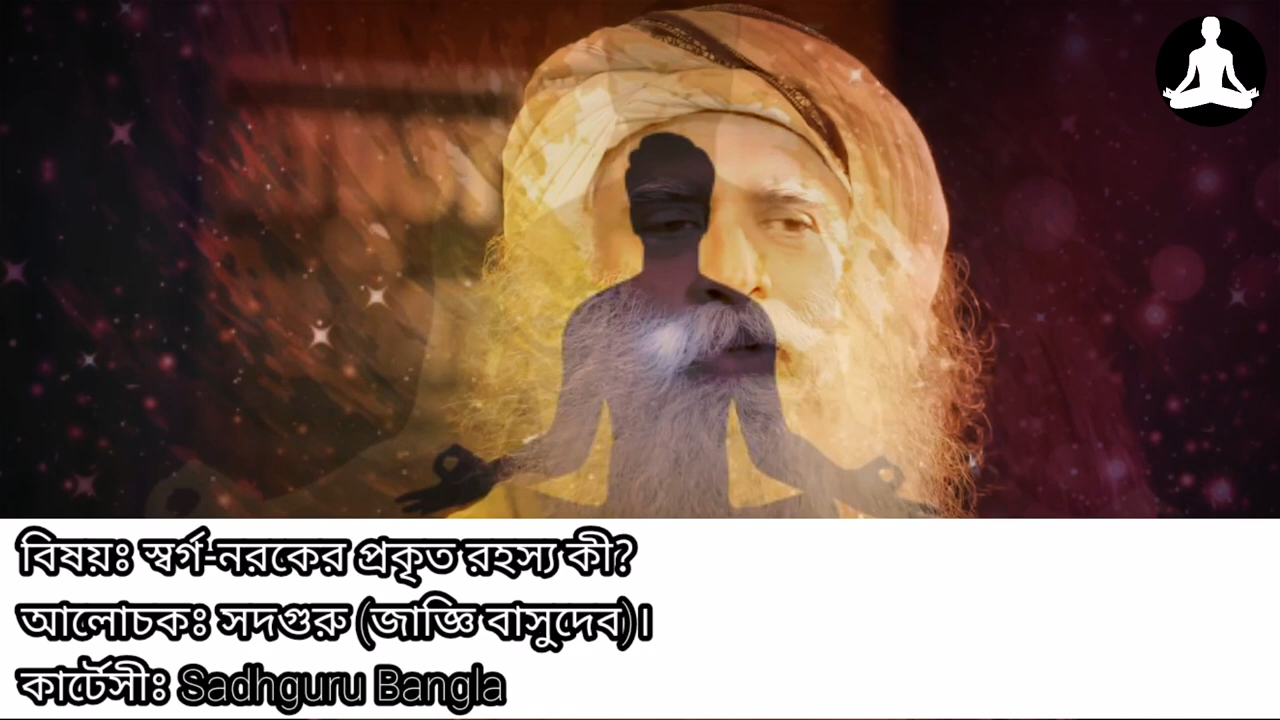 বিষয়ঃ স্বর্গ-নরকের প্রকৃত রহস্য কী?
আলোচকঃ সদগুরু (জাজ্ঞি বাসুদেব)।
কার্টেসীঃ Sadhguru Bangla